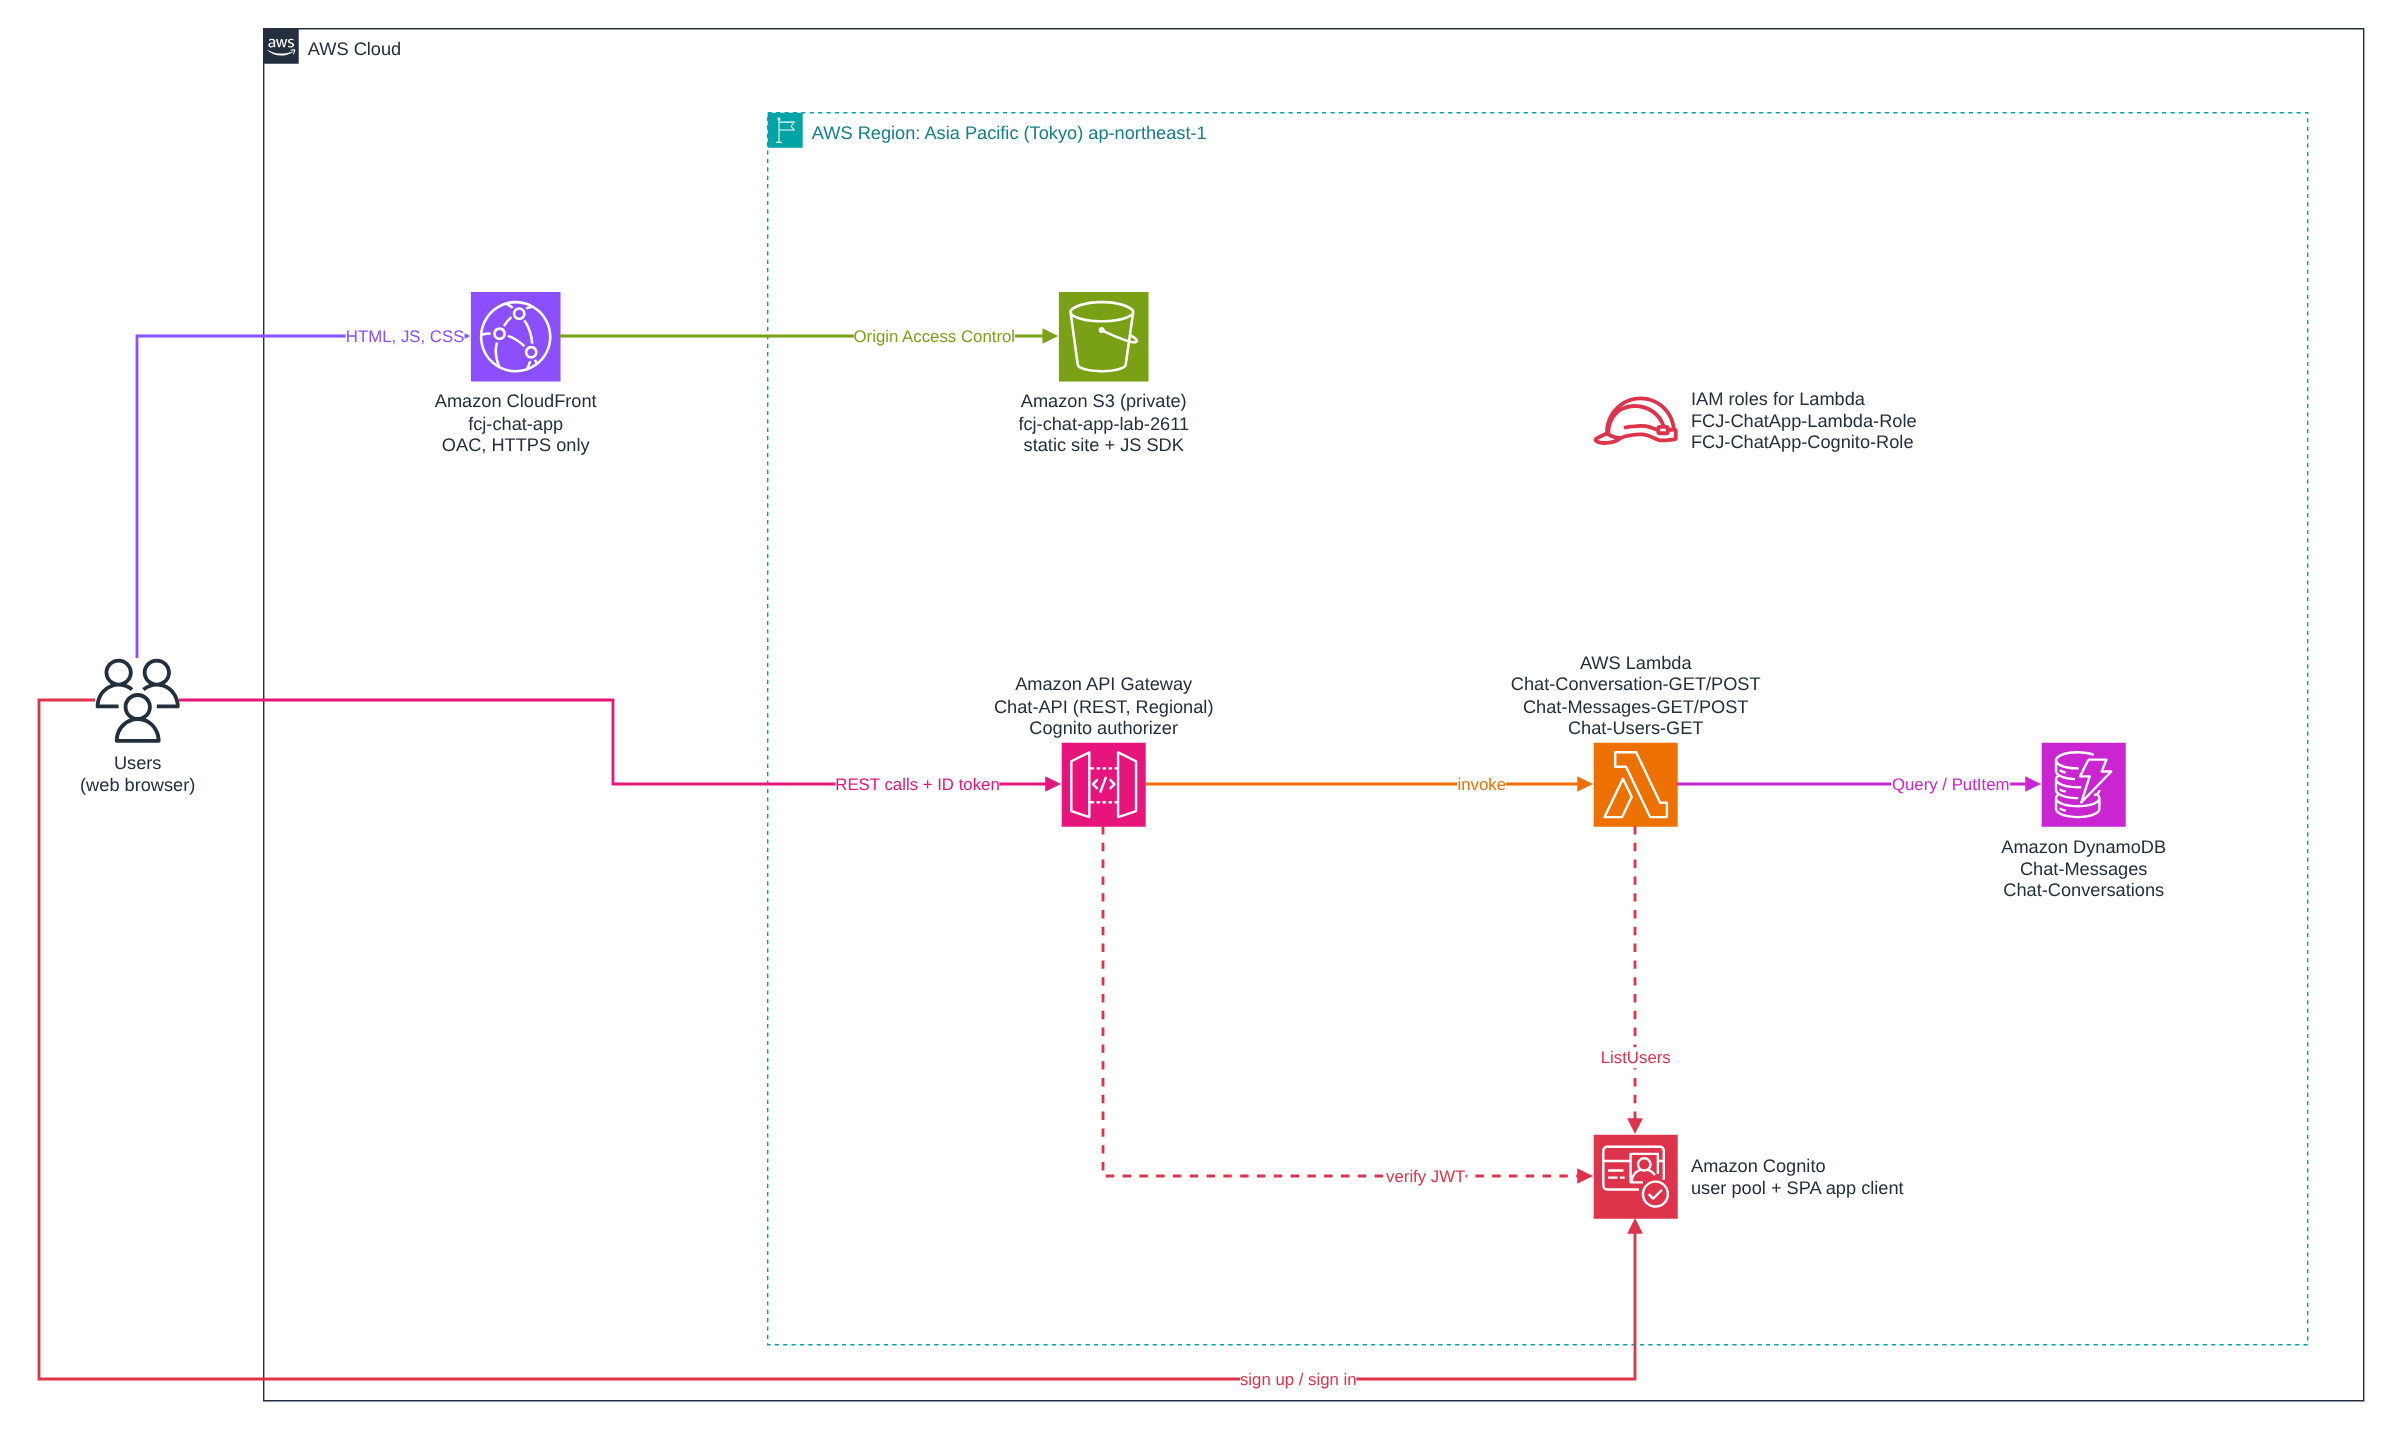 aws
AWS Cloud
AWS Region: Asia Pacific (Tokyo) ap-northeast-1
HTML, JS, CSS
Origin Access Control
Amazon CloudFront
fcj-chat-app
OAC, HTTPS only
Amazon S3 (private)
fcj-chat-app-lab-2611
static site + JS SDK
IAM roles for Lambda
FCJ-ChatApp-Lambda-Role
FCJ-ChatApp-Cognito-Role
Users
(web browser)
Amazon API Gateway
Chat-API (REST, Regional)
Cognito authorizer
AWS Lambda
Chat-Conversation-GET/POST
Chat-Messages-GET/POST
Chat-Users-GET
REST calls + ID token
</>
invoke
Query / PutItem
Amazon DynamoDB
Chat-Messages
Chat-Conversations
ListUsers
verify JWT
Amazon Cognito
user pool + SPA app client
sign up / sign in